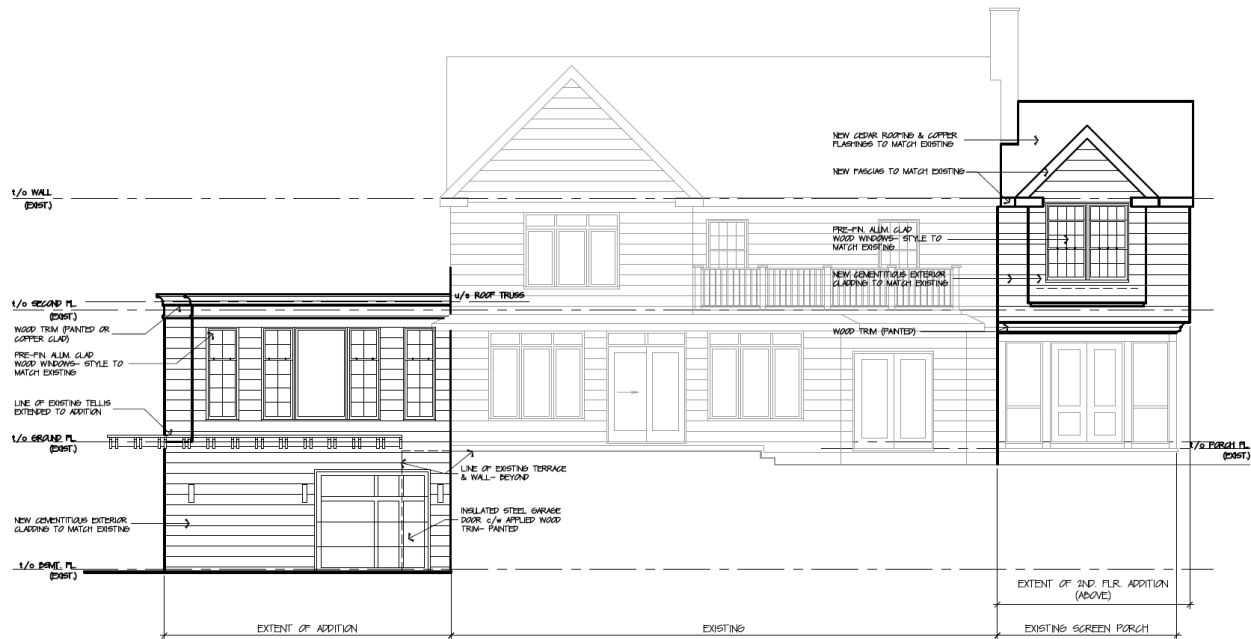 NEW CEDAR ROOFING & COPPER
FLASHINGS TO MATCH EXISTING
NEW FASCIAS TO MATCH EXISTING
t/o WALL
(EXIST.)
PRE-FIN. ALUM. CLAD
WOOD WINDOWS- STYLE TO
MATCH EXISTING
NEW CEMENTITIOUS EXTERIOR
CLADDING TO MATCH EXISTING
t/o SECOND FL.
(EXIST.)
u/s ROOF TRUSS
WOOD TRIM (PAINTED OR
COPPER CLAD)
WOOD TRIM (PAINTED)
PRE-FIN. ALUM. CLAD
WOOD WINDOWS- STYLE TO
MATCH EXISTING
LINE OF EXISTING TELLIS
EXTENDED TO ADDITION
t/o GROUND FL.
(EXIST.)
t/o PORCH FL.
(EXIST.)
LINE OF EXISTING TERRACE
& WALL- BEYOND
INSULATED STEEL GARAGE
DOOR c/w APPLIED WOOD
TRIM- PAINTED
NEW CEMENTITIOUS EXTERIOR
CLADDING TO MATCH EXISTING
t/o BSMT. FL.
(EXIST.)
EXTENT OF 2ND. FLR. ADDITION
(ABOVE)
EXTENT OF ADDITION
EXISTING
EXISTING SCREEN PORCH